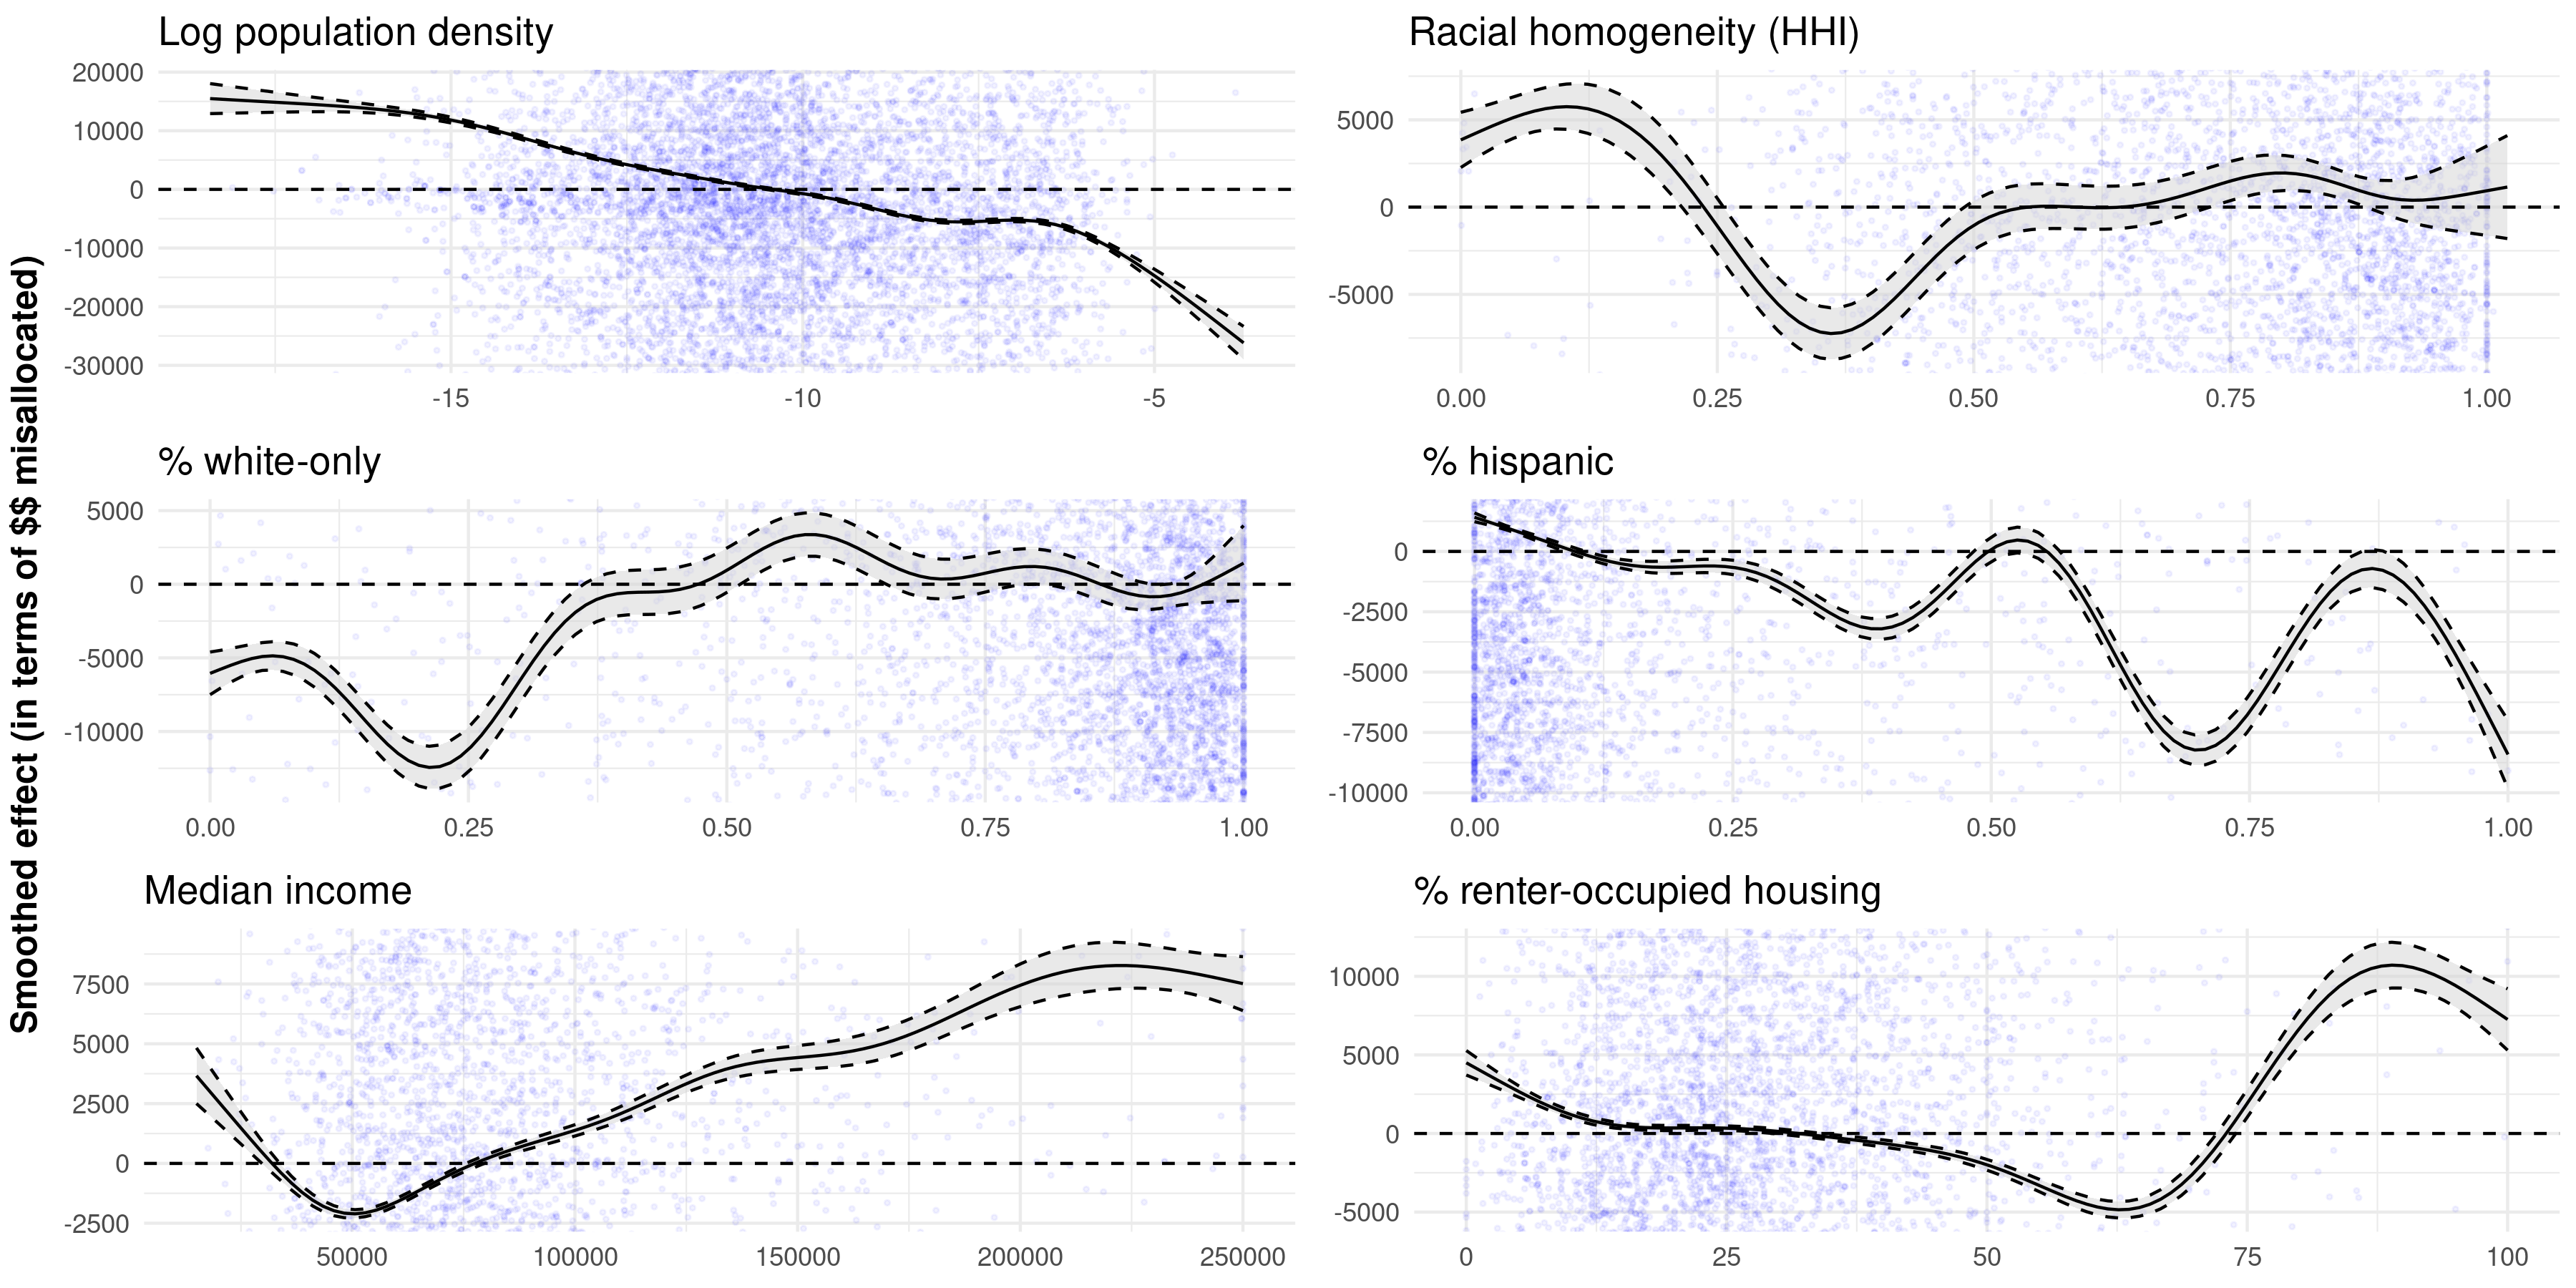 Smoothed effect (in terms of $$ misallocated)
Log population density
20000
10000
0
-10000
-20000
-30000
-15 -10 -5
Racial homogeneity (HHI)
5000
0
-5000
0.00 0.25 0.50 0.75 1.00
% white-only
5000
0
-5000
-10000
0.00 0.25 0.50 0.75 1.00
% hispanic
0
-2500
-5000
-7500
-10000
0.00 0.25 0.50 0.75 1.00
Median income
7500
5000
2500
0
-2500
50000 100000 150000 200000 250000
% renter-occupied housing
10000
5000
0
-5000
0 25 50 75 100